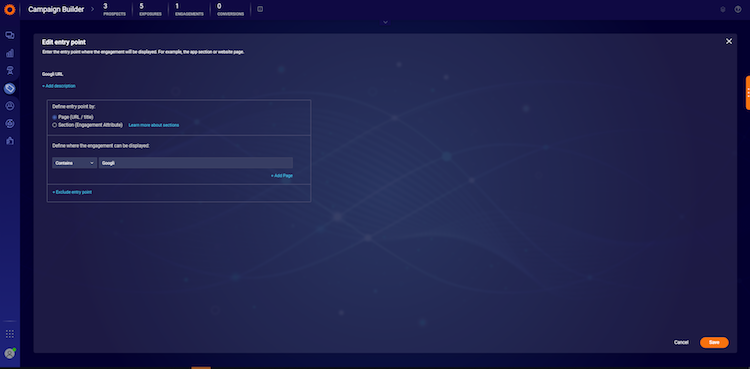 Campaign Builder
3
PROSPECTS
5
EXPOSURES
1
ENGAGEMENTS
0
CONVERSIONS
Edit entry point
Enter the entry point where the engagement will be displayed. For example, the app section or website page.
Googli URL
+ Add description
Define entry point by:
Page (URL / title)
Section (Engagement Attribute) Learn more about sections
Define where the engagement can be displayed:
Contains Googli
+ Add Page
+ Exclude entry point
Cancel Save